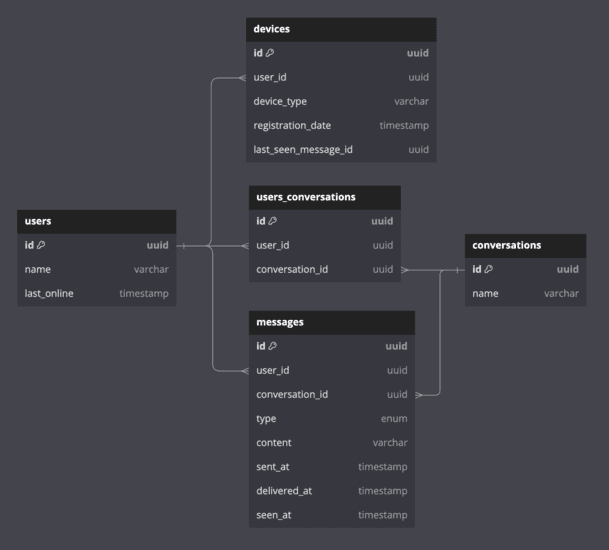 devices
id uuid
user_id uuid
device_type varchar
registration_date timestamp
last_seen_message_id uuid
users_conversations
id uuid
user_id uuid
conversation_id uuid
users
id uuid
name varchar
last_online timestamp
conversations
id uuid
name varchar
messages
id uuid
user_id uuid
conversation_id uuid
type enum
content varchar
sent_at timestamp
delivered_at timestamp
seen_at timestamp